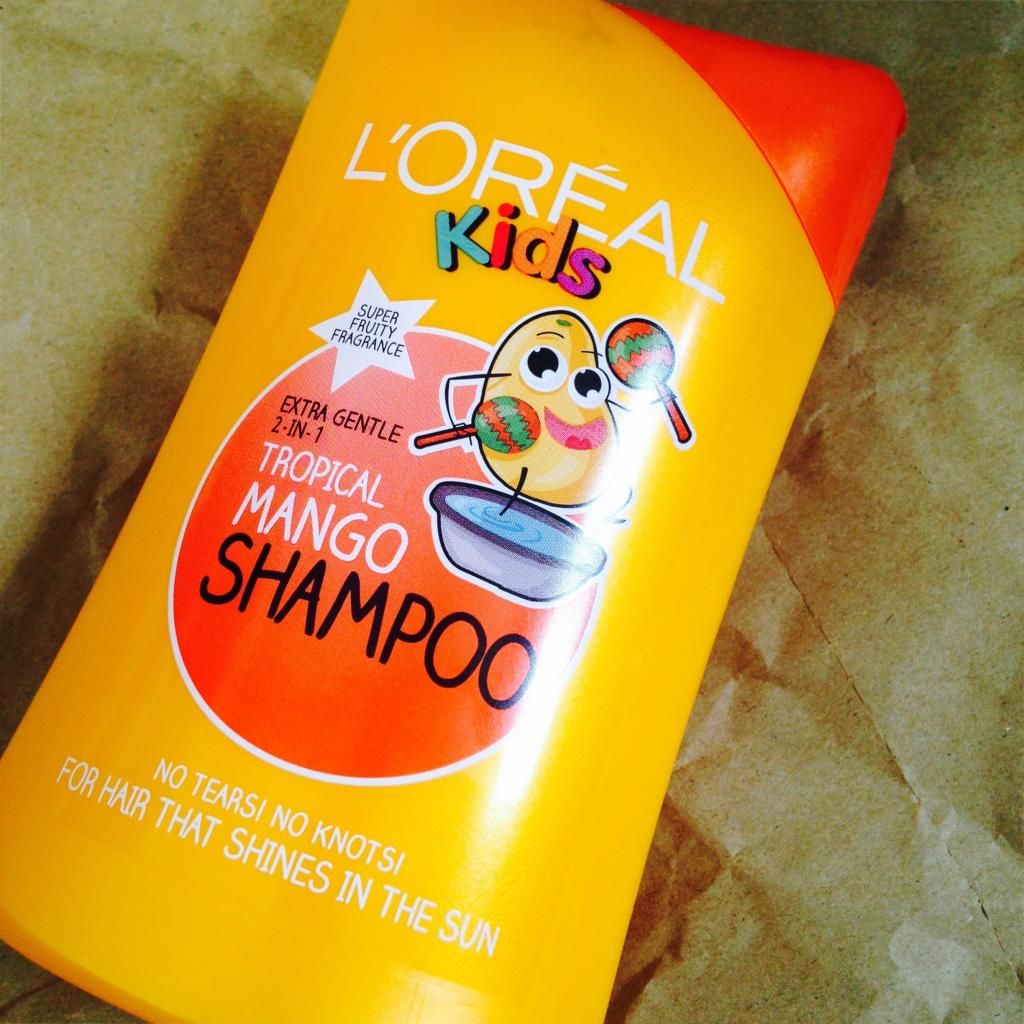 L'ORÉAL
Kids
SUPER
FRUITY
FRAGRANCE
EXTRA GENTLE
2-IN-1
TROPICAL
MANGO
SHAMPOO
NO TEARS! NO KNOTS!
FOR HAIR THAT SHINES IN THE SUN